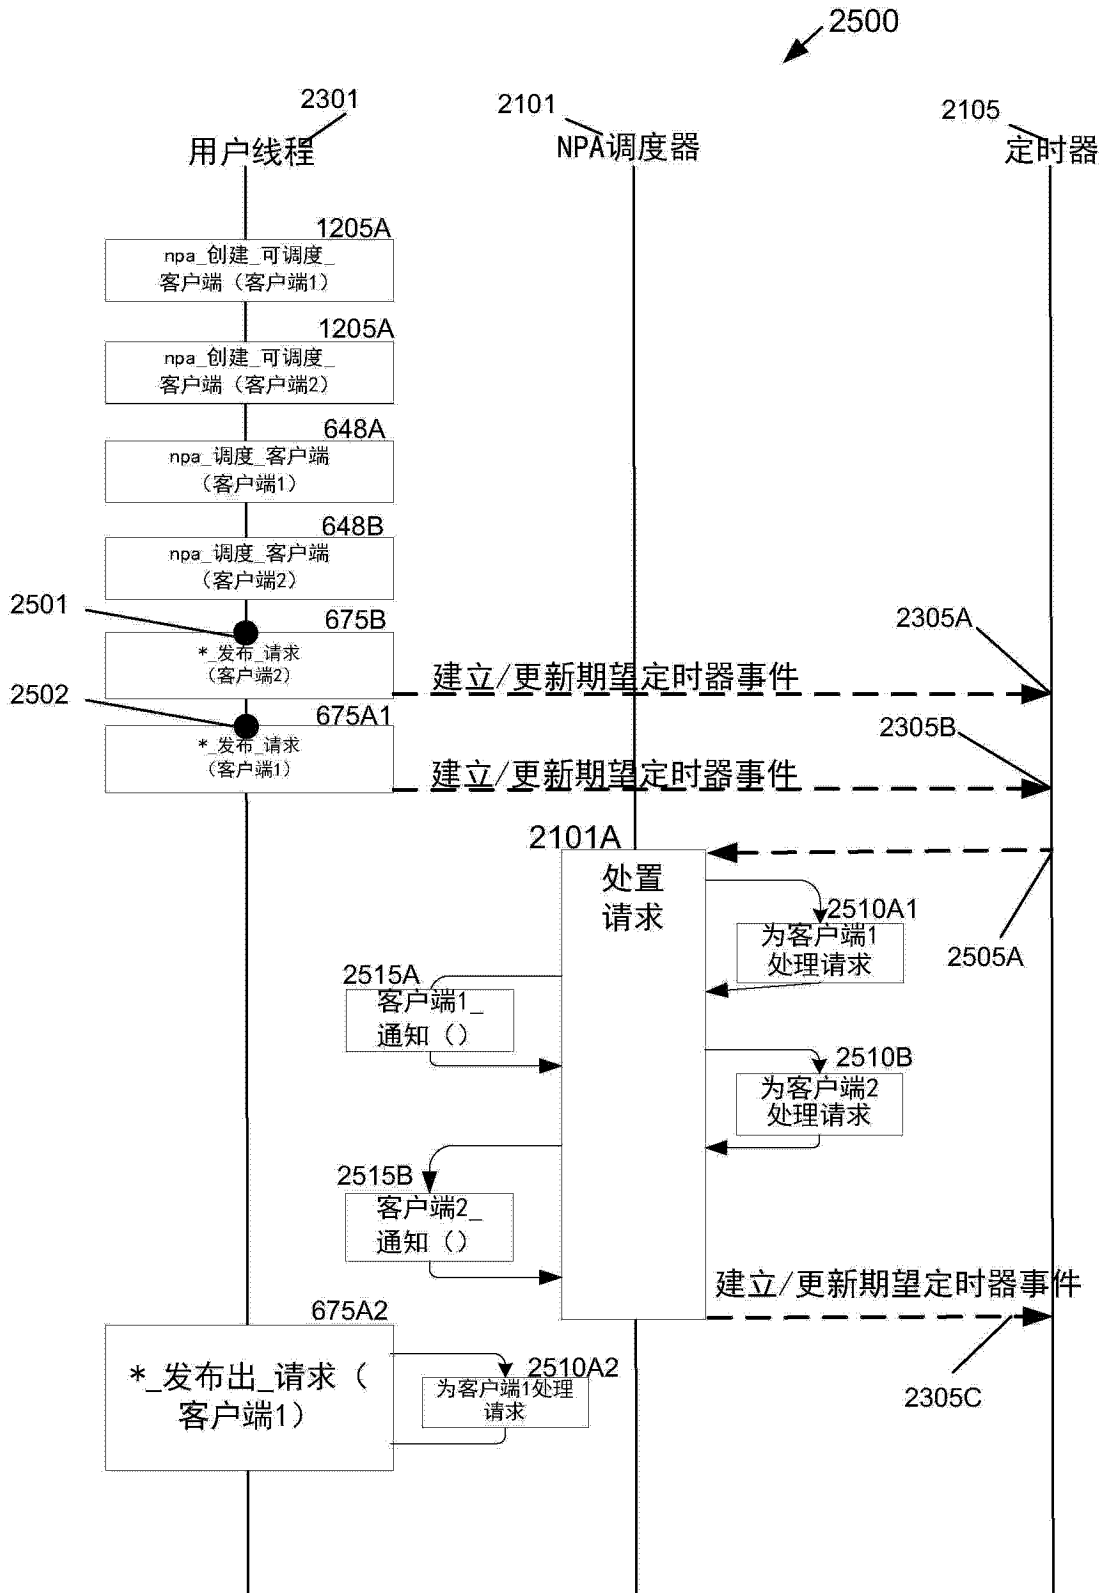 2500
2301
用户线程
2101
NPA调度器
2105
定时器
1205A
npa_创建_可调度_
客户端（客户端1）
1205A
npa_创建_可调度_
客户端（客户端2）
648A
npa_调度_客户端
（客户端1）
648B
npa_调度_客户端
（客户端2）
2501
675B
*_发布_请求
（客户端2）
2305A
建立/更新期望定时器事件
2502
675A1
*_发布_请求
（客户端1）
2305B
建立/更新期望定时器事件
2101A
处置
请求
2505A
2510A1
为客户端1
处理请求
2515A
客户端1_
通知（）
2510B
为客户端2
处理请求
2515B
客户端2_
通知（）
建立/更新期望定时器事件
2305C
675A2
*_发布出_请求（
客户端1）
2510A2
为客户端1处理
请求